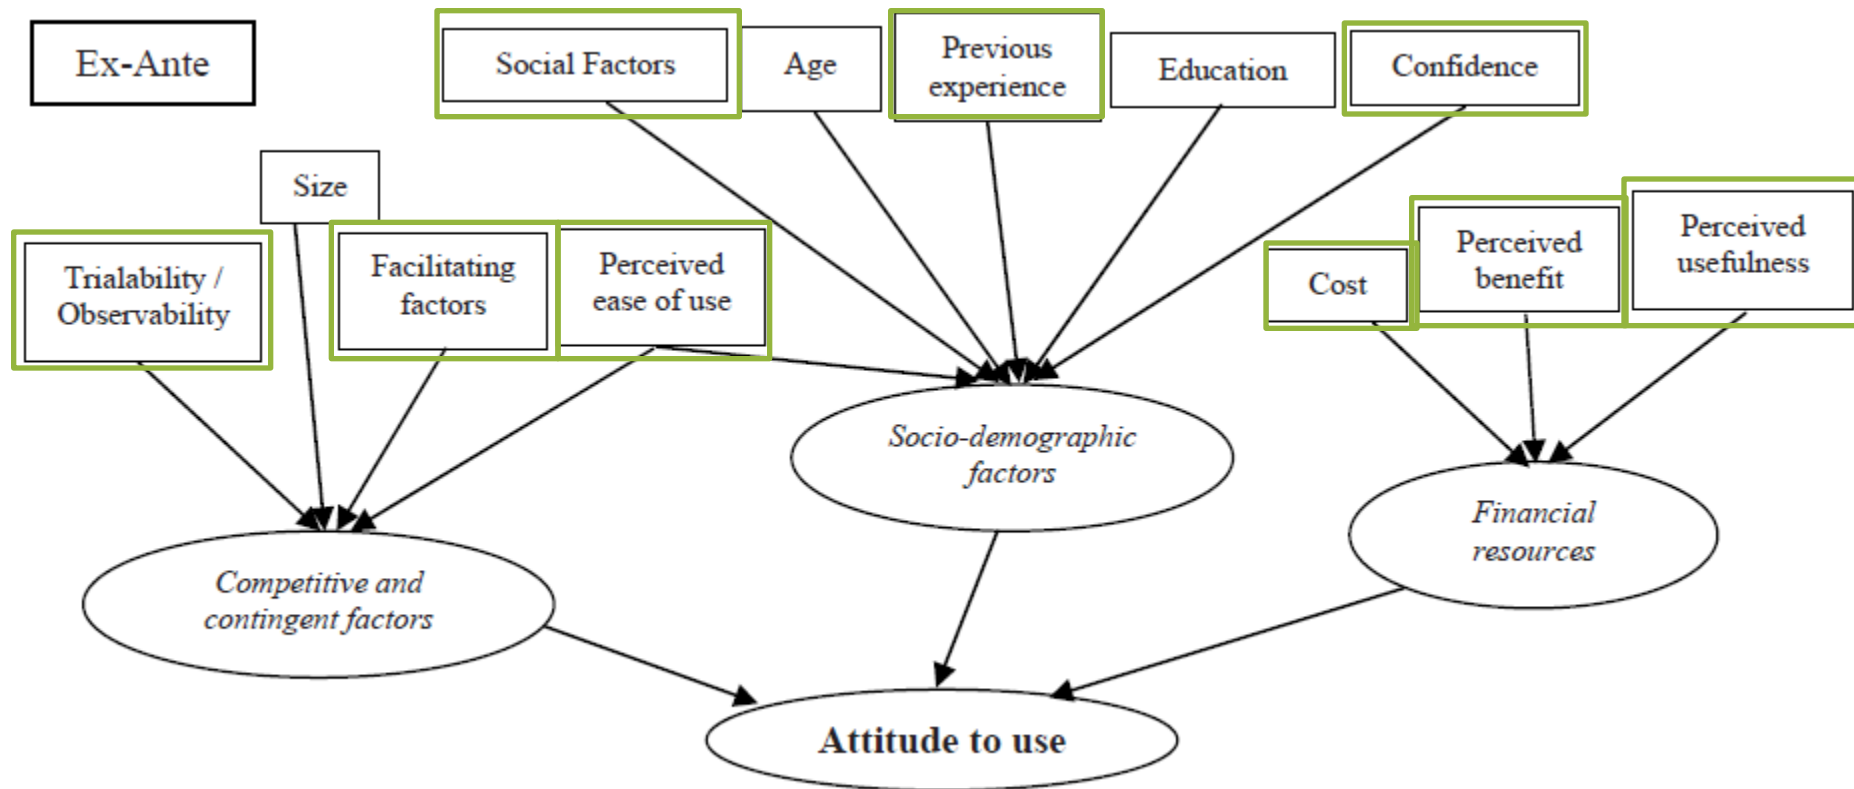 Ex-Ante
Social Factors
Age
Previous
experience
Education
Confidence
Size
Trialability /
Observability
Facilitating
factors
Perceived
ease of use
Cost
Perceived
benefit
Perceived
usefulness
Socio-demographic
factors
Financial
resources
Competitive and
contingent factors
Attitude to use